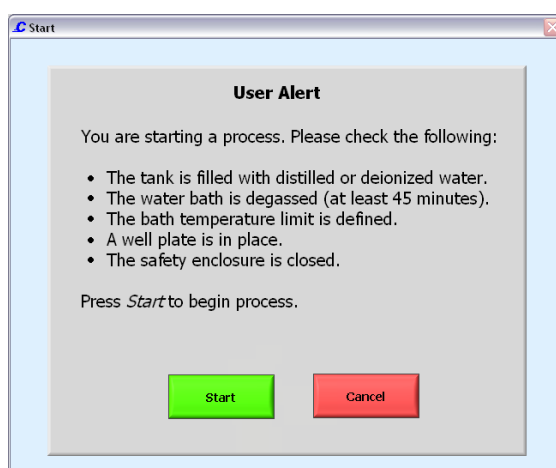 C Start
User Alert
You are starting a process. Please check the following:
• The tank is filled with distilled or deionized water.
• The water bath is degassed (at least 45 minutes).
• The bath temperature limit is defined.
• A well plate is in place.
• The safety enclosure is closed.
Press Start to begin process.
Start Cancel